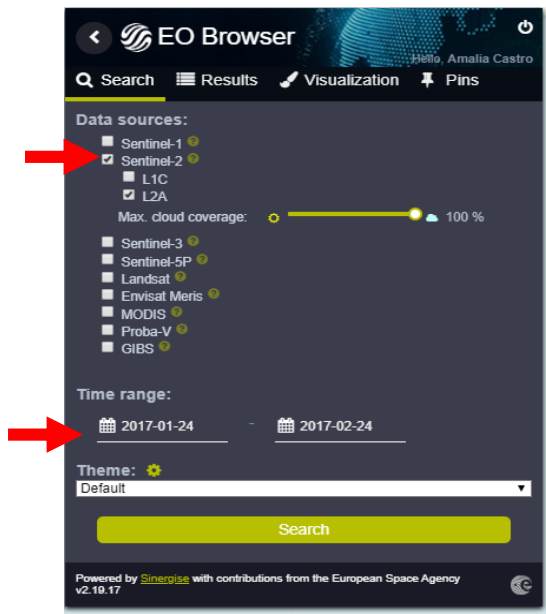 EO Browser
Hello, Amalia Castro
Search Results Visualization Pins
Data sources:
Sentinel-1 ?
Sentinel-2 ?
L1C
L2A
Max. cloud coverage: 100 %
Sentinel-3 ?
Sentinel-5P ?
Landsat ?
Envisat Meris ?
MODIS ?
Proba-V ?
GIBS ?
Time range:
2017-01-24 - 2017-02-24
Theme:
Default
Search
Powered by Sinergise with contributions from the European Space Agency
v2.19.17